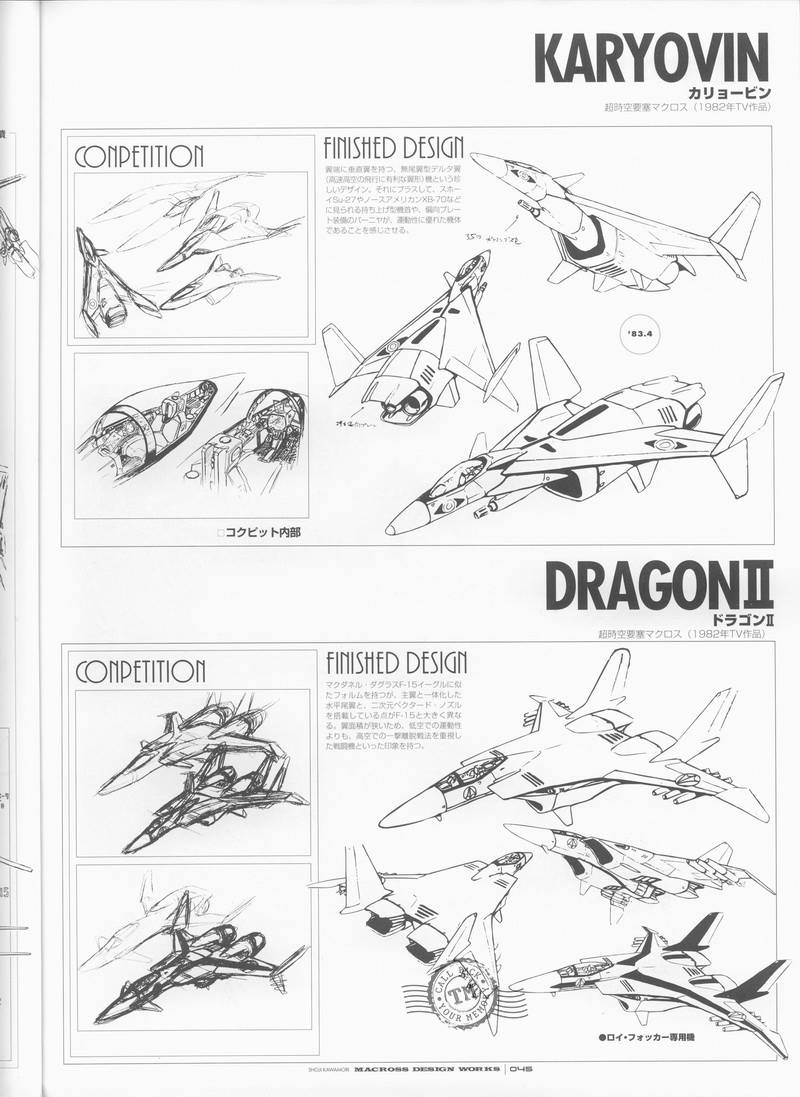 KARYOVIN
カリョービン
超時空要塞マクロス（1982年TV作品）
CONPETITION
FINISHED DESIGN
翼端に垂直翼を持つ、無尾翼型デルタ翼
（高速高空の飛行に有利な翼形）機という珍
しいデザイン。それにプラスして、スホー
イSu-27やノースアメリカンXB-70などに
見られる持ち上げ型機首や、偏向プレー
ト装備のバーニヤが、運動性に優れた機体
であることを感じさせる。
'83.4
□コクピット内部
DRAGONⅡ
ドラゴンⅡ
超時空要塞マクロス（1982年TV作品）
CONPETITION
FINISHED DESIGN
マクダネル・ダグラスF-15イーグルに似
たフォルムを持つが、主翼と一体化した
水平尾翼と、二次元ベクタード・ノズルを
搭載している点がF-15と大きく異な
る。翼面積が狭いため、低空での運動性
よりも、高空での一撃離脱戦法を重視し
た戦闘機といった印象を持つ。
CALL BACK
TM
YOUR MEMORY
●ロイ・フォッカー専用機
SHOJI KAWAMORI MACROSS DESIGN WORKS | 045